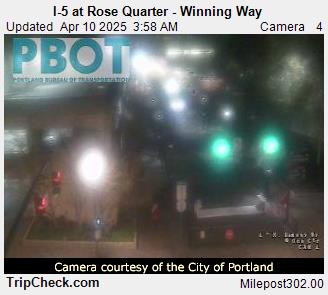 I-5 at Rose Quarter - Winning Way
Updated Apr 10 2025 3:58 AM Camera 4
PBOT
PORTLAND BUREAU OF TRANSPORTATION
Camera courtesy of the City of Portland
TripCheck.com Milepost302.00